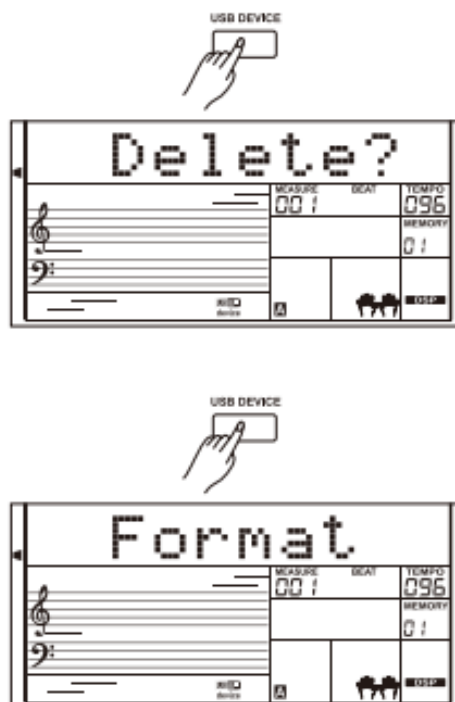 USB DEVICE
Delete?
MEASURE BEAT TEMPO
001 096
MEMORY
01
device
A DSP
USB DEVICE
Format
MEASURE BEAT TEMPO
001 096
MEMORY
01
device
A DSP